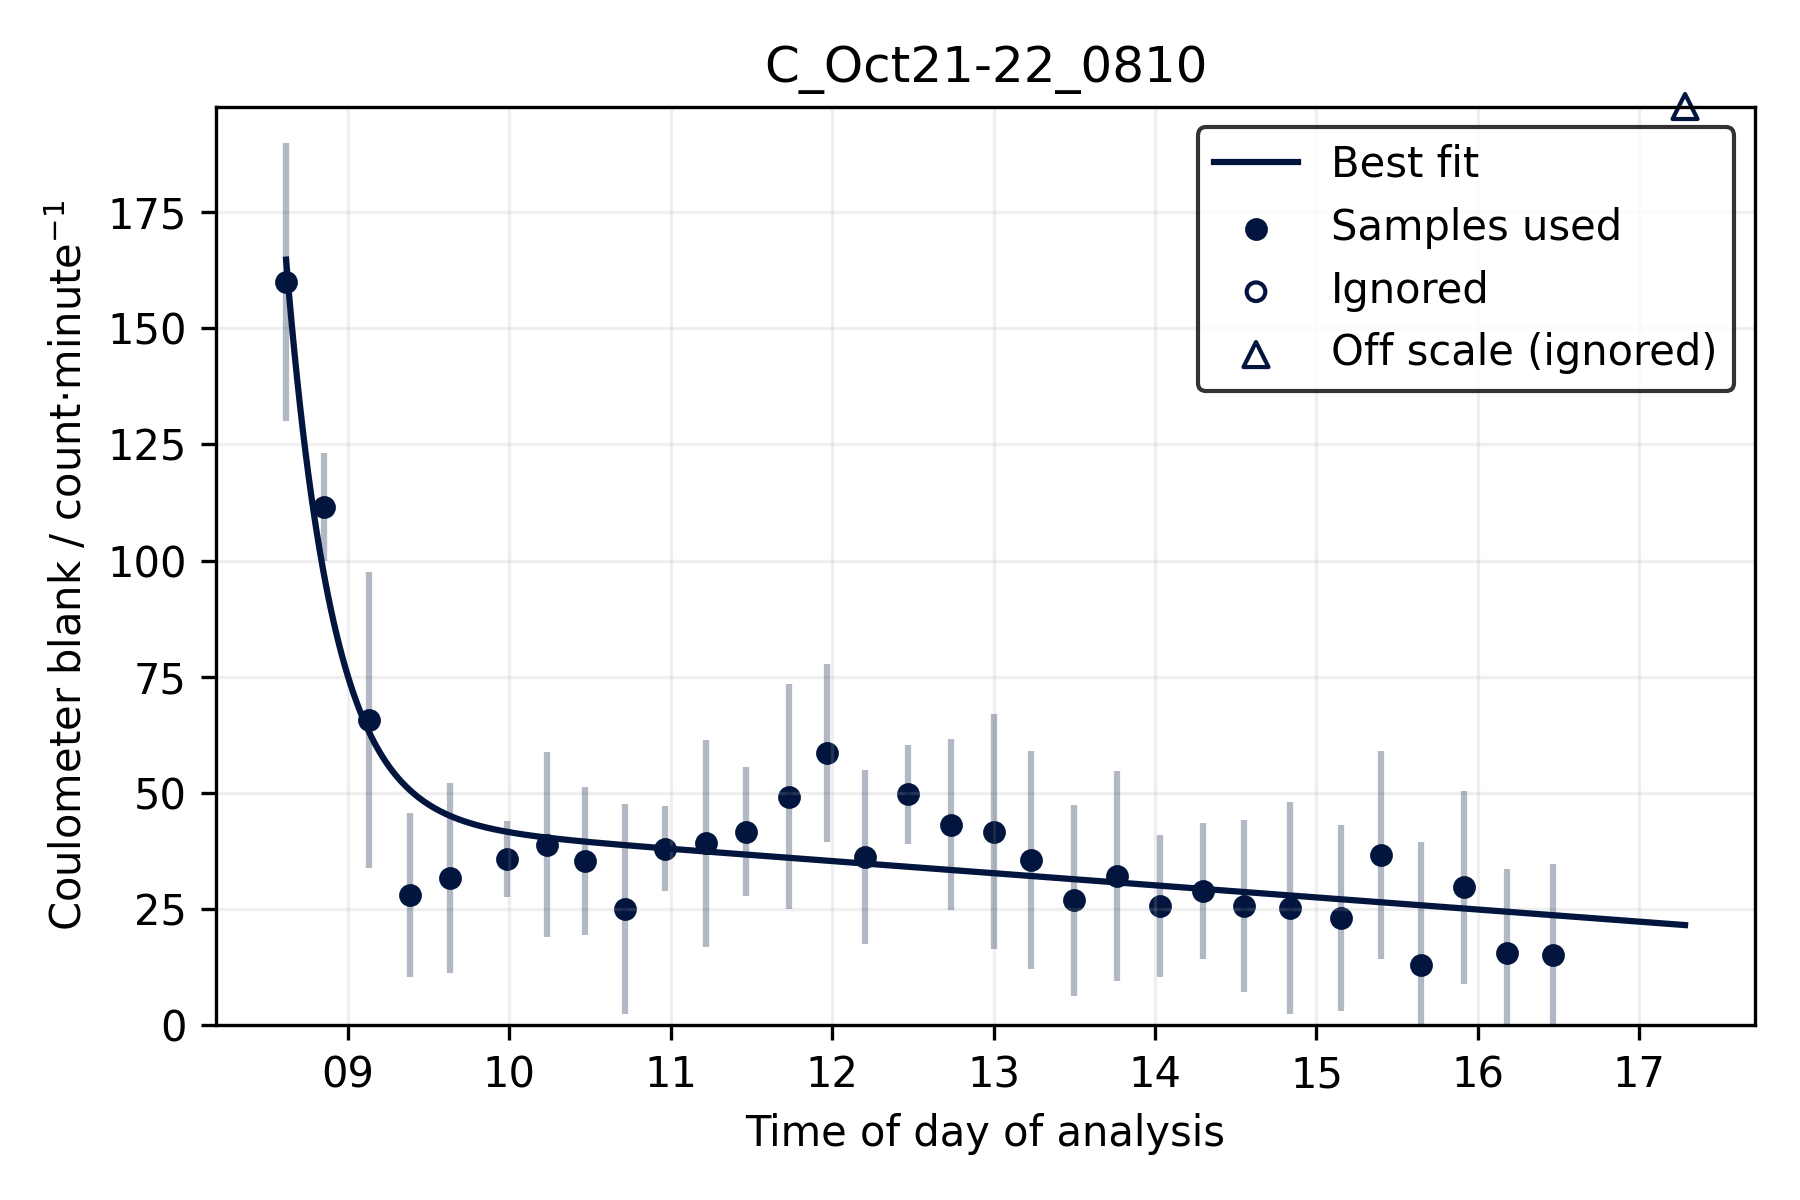 C_Oct21-22_0810
Coulometer blank / count·minute⁻¹
175
150
125
100
75
50
25
0
Best fit
Samples used
Ignored
Off scale (ignored)
09 10 11 12 13 14 15 16 17
Time of day of analysis